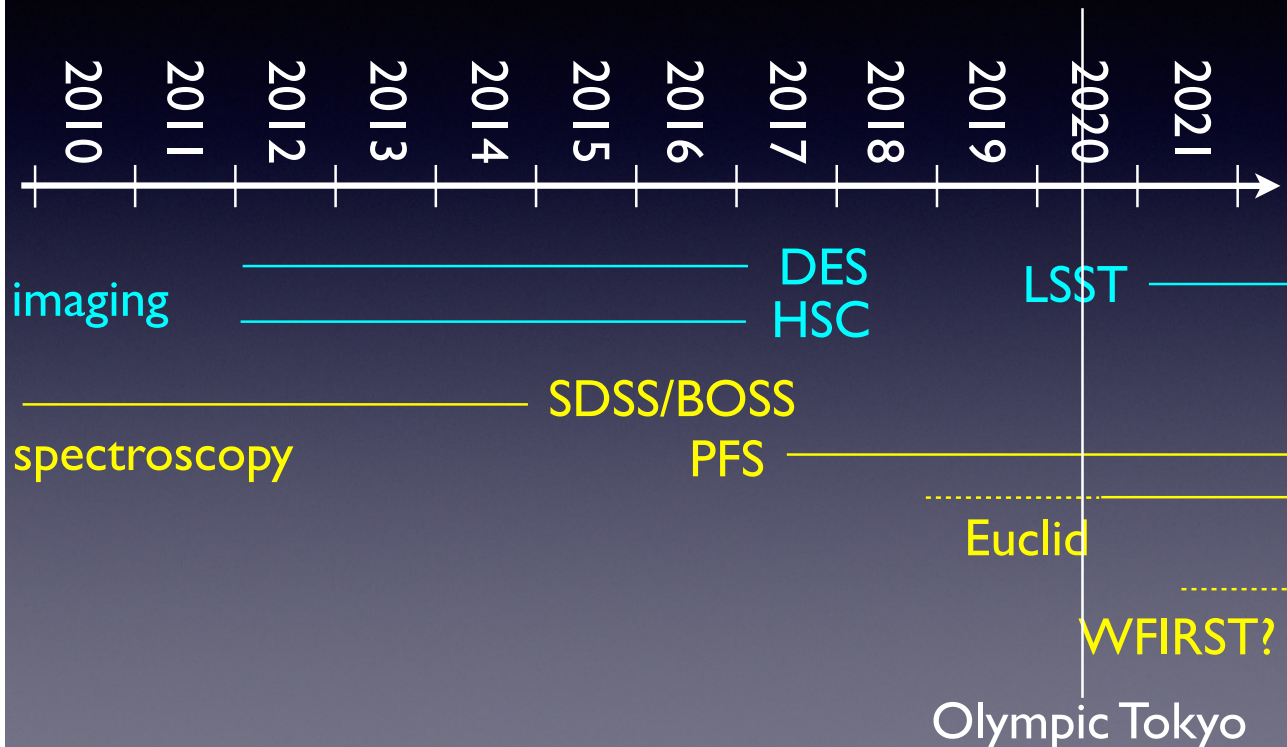 2010
2011
2012
2013
2014
2015
2016
2017
2018
2019
2020
2021
imaging
DES
HSC
LSST
spectroscopy
SDSS/BOSS
PFS
Euclid
WFIRST?
Olympic Tokyo